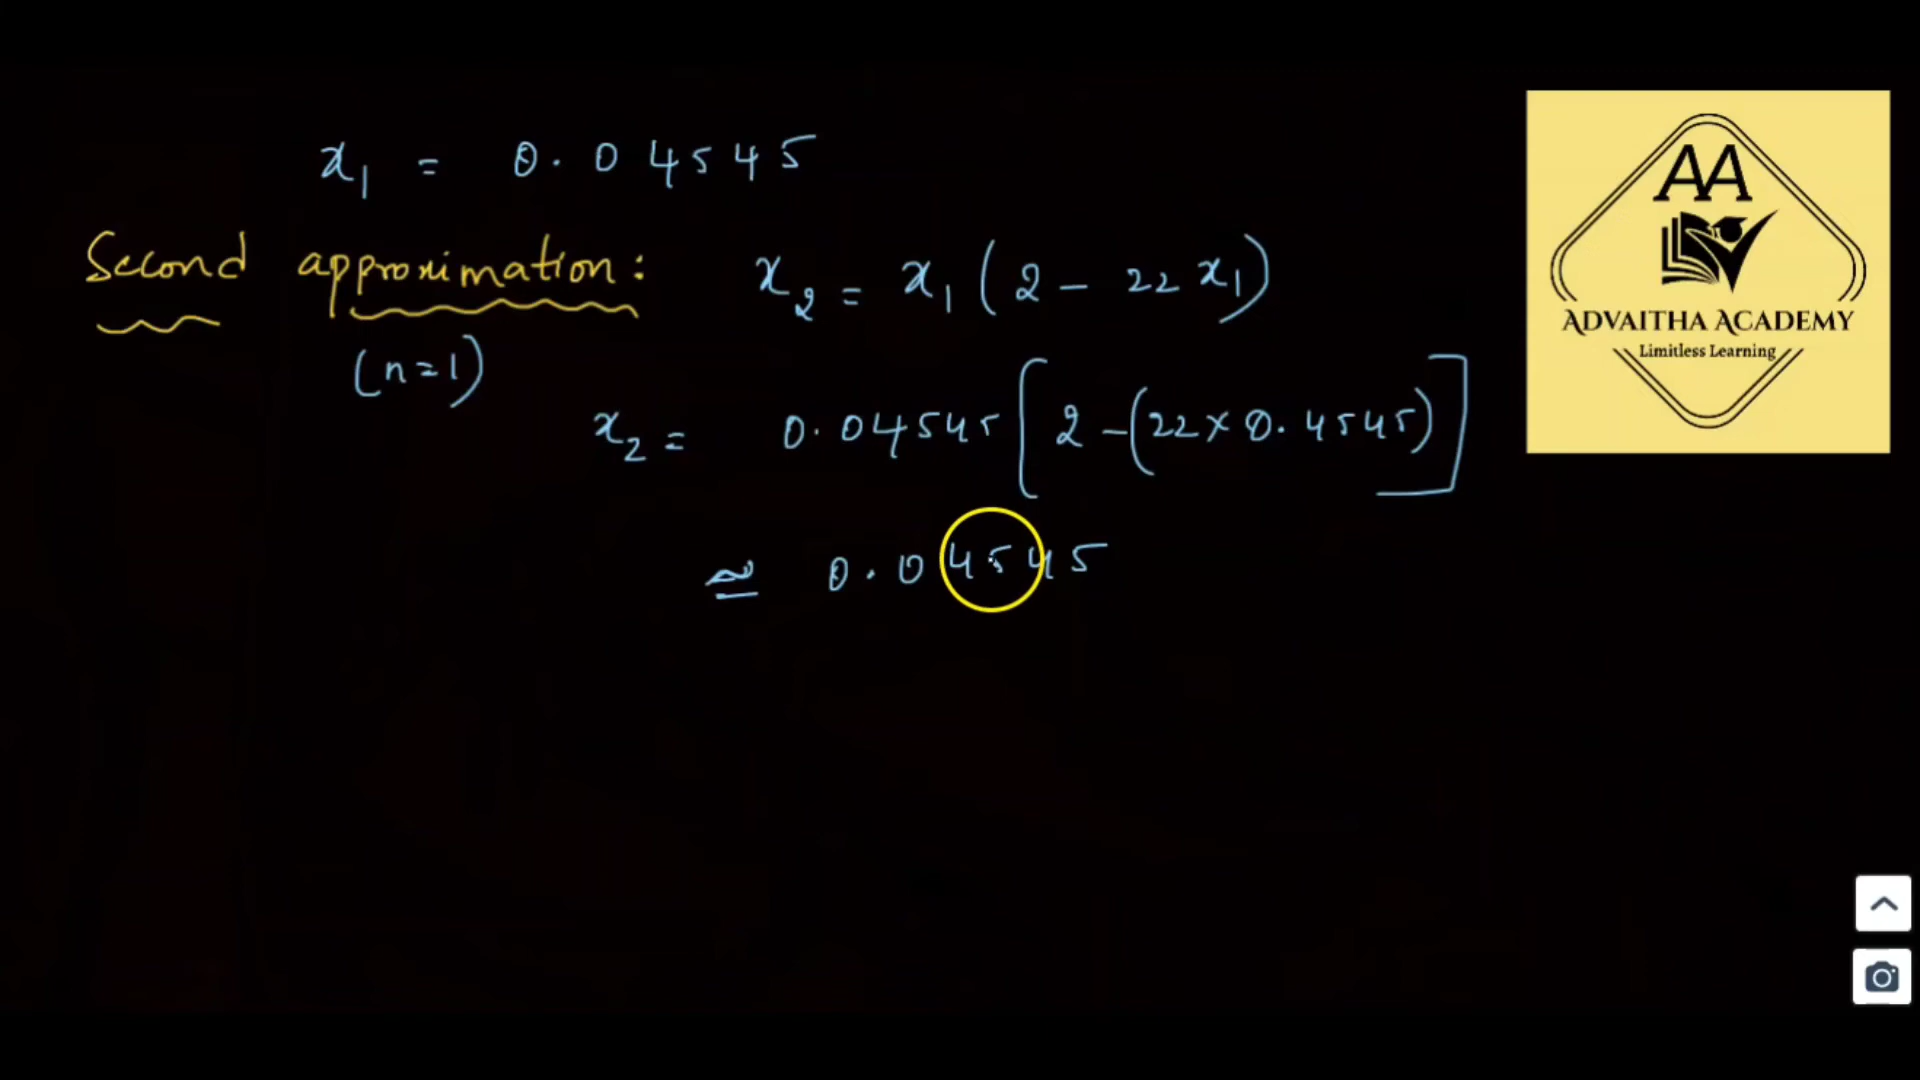 x₁ = 0.04545
Second approximation: x₂ = x₁ (2 - 22 x₁)
(n=1)
x₂ = 0.04545 [2 - (22 × 0.4545)]
≅ 0.04545
AA
ADVAITHA ACADEMY
Limitless Learning